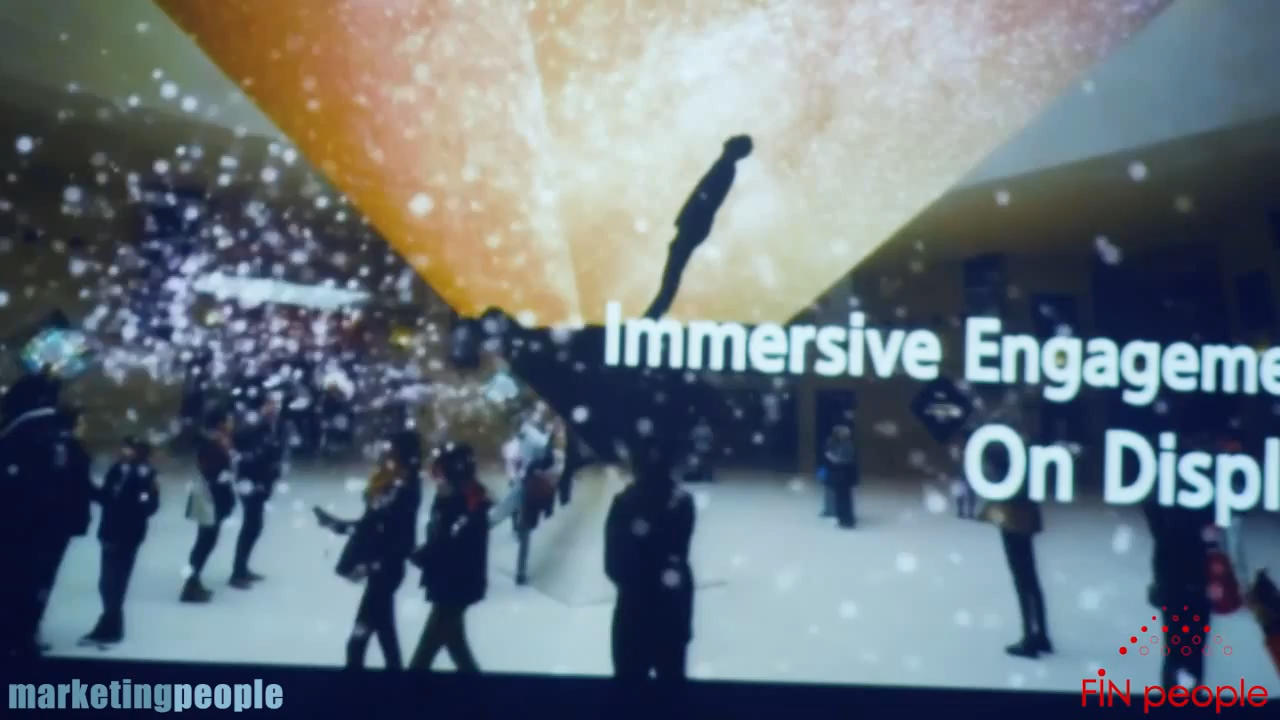 Immersive Engageme
On Displ
marketingpeople
FiN people